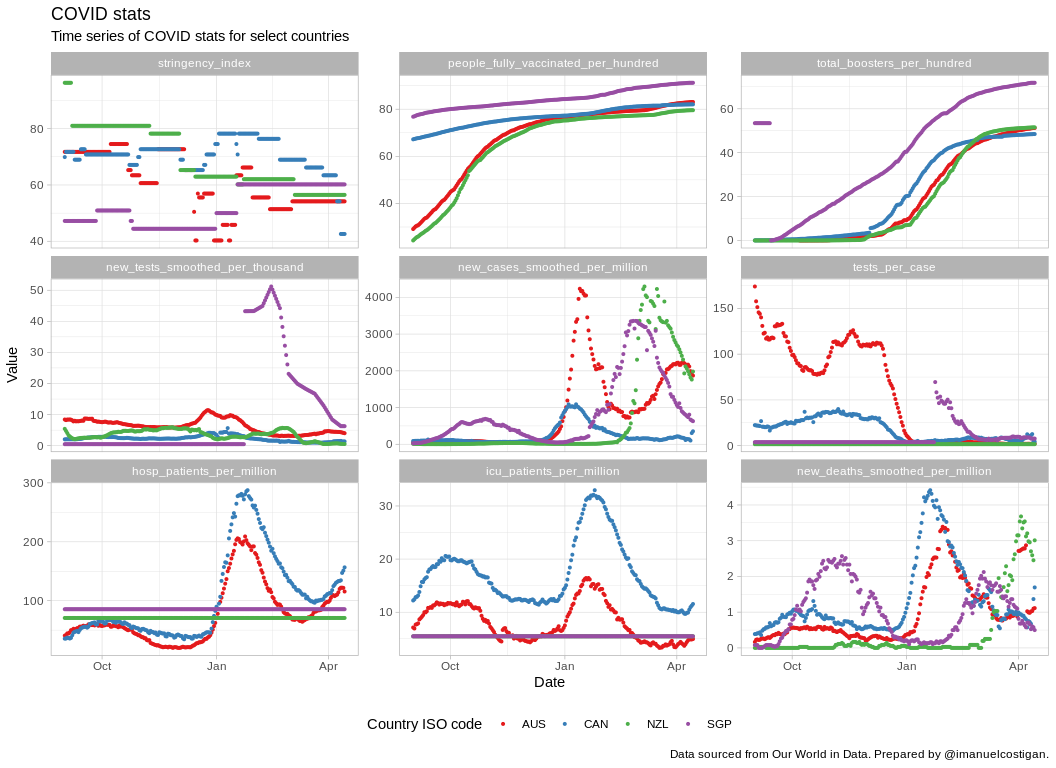 COVID stats
Time series of COVID stats for select countries
stringency_index
people_fully_vaccinated_per_hundred
total_boosters_per_hundred
80
60
40
80
60
40
60
40
20
0
new_tests_smoothed_per_thousand
new_cases_smoothed_per_million
tests_per_case
50
40
30
20
10
0
4000
3000
2000
1000
0
150
100
50
0
Value
hosp_patients_per_million
icu_patients_per_million
new_deaths_smoothed_per_million
300
200
100
30
20
10
4
3
2
1
0
Oct Jan Apr
Oct Jan Apr
Oct Jan Apr
Date
Country ISO code AUS CAN NZL SGP
Data sourced from Our World in Data. Prepared by @imanuelcostigan.